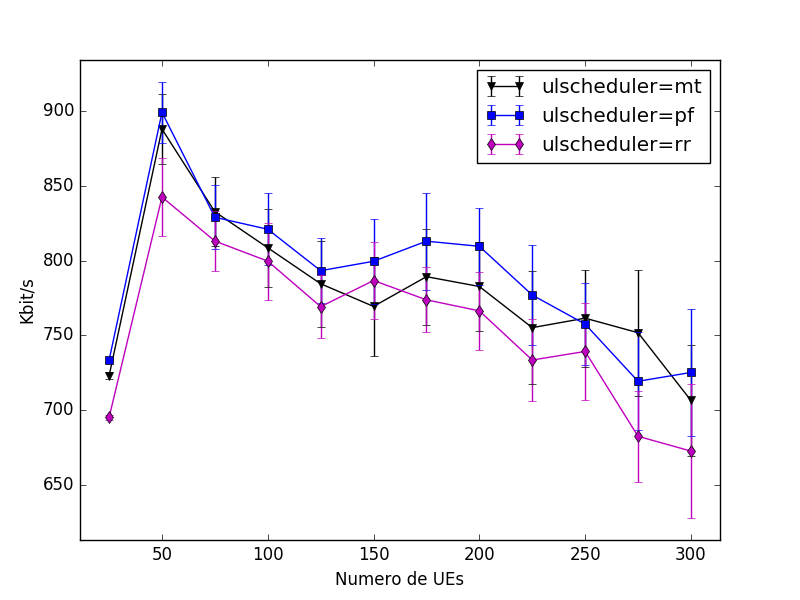 ulscheduler=mt
ulscheduler=pf
ulscheduler=rr
900
850
800
750
700
650
Kbit/s
50 100 150 200 250 300
Numero de UEs